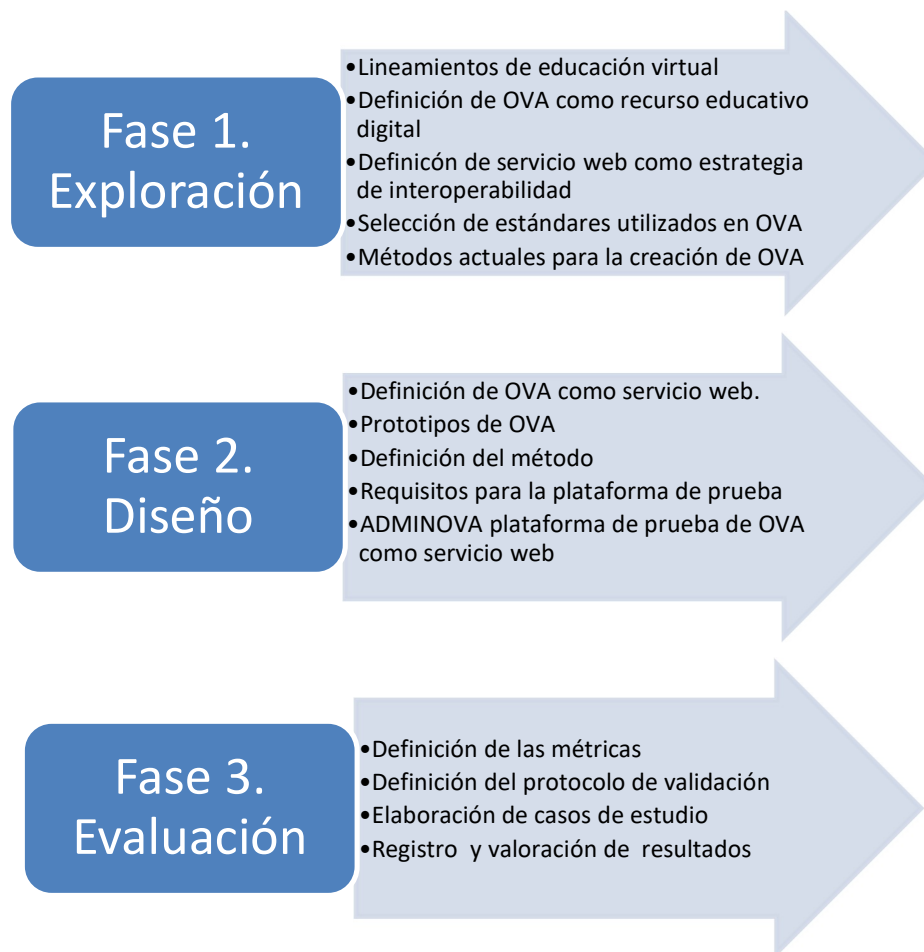 Fase 1.
Exploración
•Lineamientos de educación virtual
•Definición de OVA como recurso educativo
digital
•Definicón de servicio web como estrategia
de interoperabilidad
•Selección de estándares utilizados en OVA
•Métodos actuales para la creación de OVA
Fase 2.
Diseño
•Definición de OVA como servicio web.
•Prototipos de OVA
•Definición del método
•Requisitos para la plataforma de prueba
•ADMINOVA plataforma de prueba de OVA
como servicio web
Fase 3.
Evaluación
•Definición de las métricas
•Definición del protocolo de validación
•Elaboración de casos de estudio
•Registro y valoración de resultados